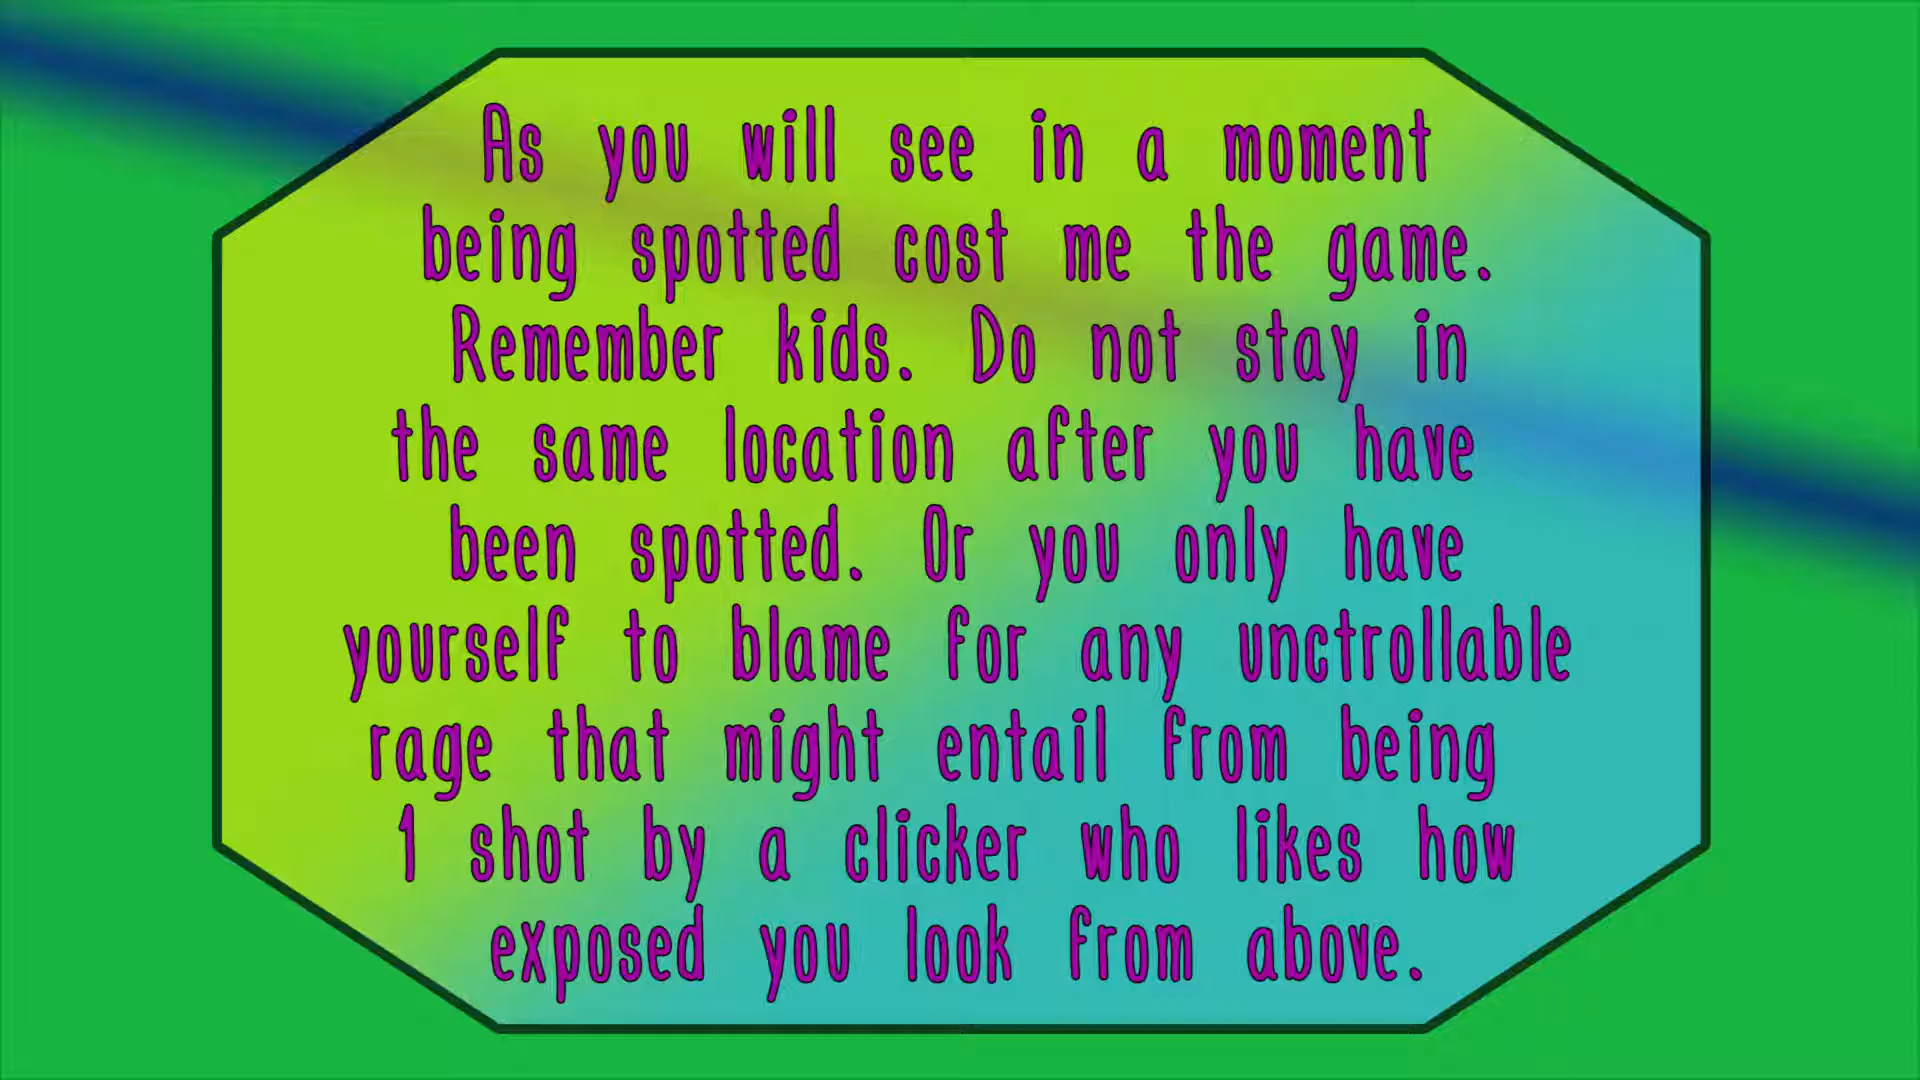 As you will see in a moment
being spotted cost me the game.
Remember kids. Do not stay in
the same location after you have
been spotted. Or you only have
yourself to blame for any unctrollable
rage that might entail from being
1 shot by a clicker who likes how
exposed you look from above.